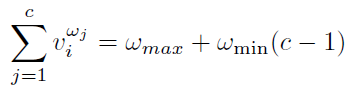 $$\sum_{j=1}^{c} v_i^{\omega_j} = \omega_{max} + \omega_{\min}(c-1)$$